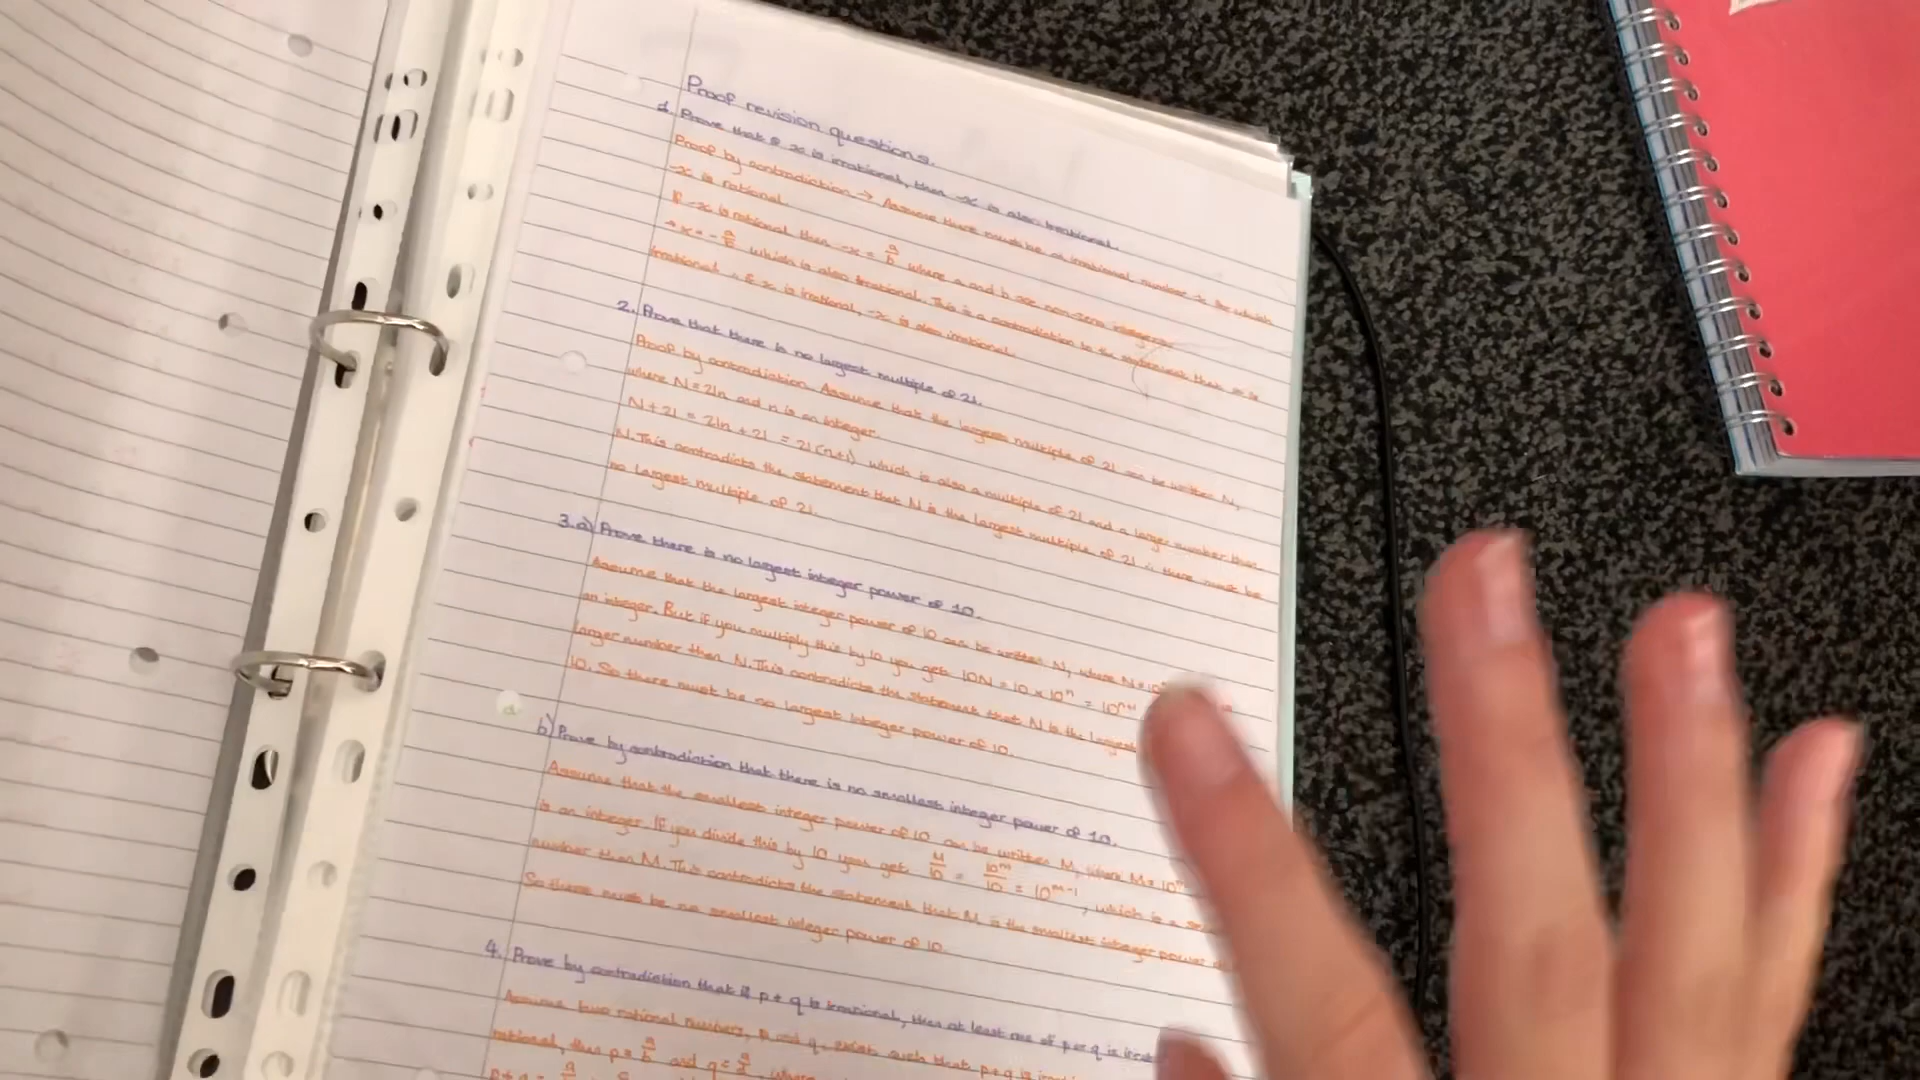 Proof revision questions.
1. Prove that if x is irrational, then -x is also irrational.
Proof by contradiction → Assume there must be an irrational number x for which
-x is rational.
If -x is rational then -x = a/b where a and b are non-zero integers
→ x = -a/b which is also irrational. This is a contradiction to the statement that x is
irrational ∴ if x is irrational, -x is also irrational.
2. Prove that there is no largest multiple of 21.
Proof by contradiction. Assume that the largest multiple of 21 can be written N,
where N = 21n and n is an integer.
N + 21 = 21n + 21 = 21(n+1) which is also a multiple of 21 and a larger number than
N. This contradicts the statement that N is the largest multiple of 21 ∴ there must be
no largest multiple of 21.
3. a) Prove there is no largest integer power of 10.
Assume that the largest integer power of 10 can be written N, where N = 10
an integer. But if you multiply this by 10 you get 10N = 10 × 10ⁿ = 10ⁿ⁺¹
larger number than N. This contradicts the statement that N is the largest
10. So there must be no largest integer power of 10.
b) Prove by contradiction that there is no smallest integer power of 10.
Assume that the smallest integer power of 10 can be written M, where M = 10ᵐ
is an integer. If you divide this by 10 you get M/10 = 10ᵐ/10 = 10ᵐ⁻¹, which is a
number than M. This contradicts the statement that M is the smallest integer power
So there must be no smallest integer power of 10.
4. Prove by contradiction that if p + q is irrational, then at least one of p or q is
Assume two rational numbers, p and q exist such that p + q is
rational, thus p = a/b and q =
p + q =